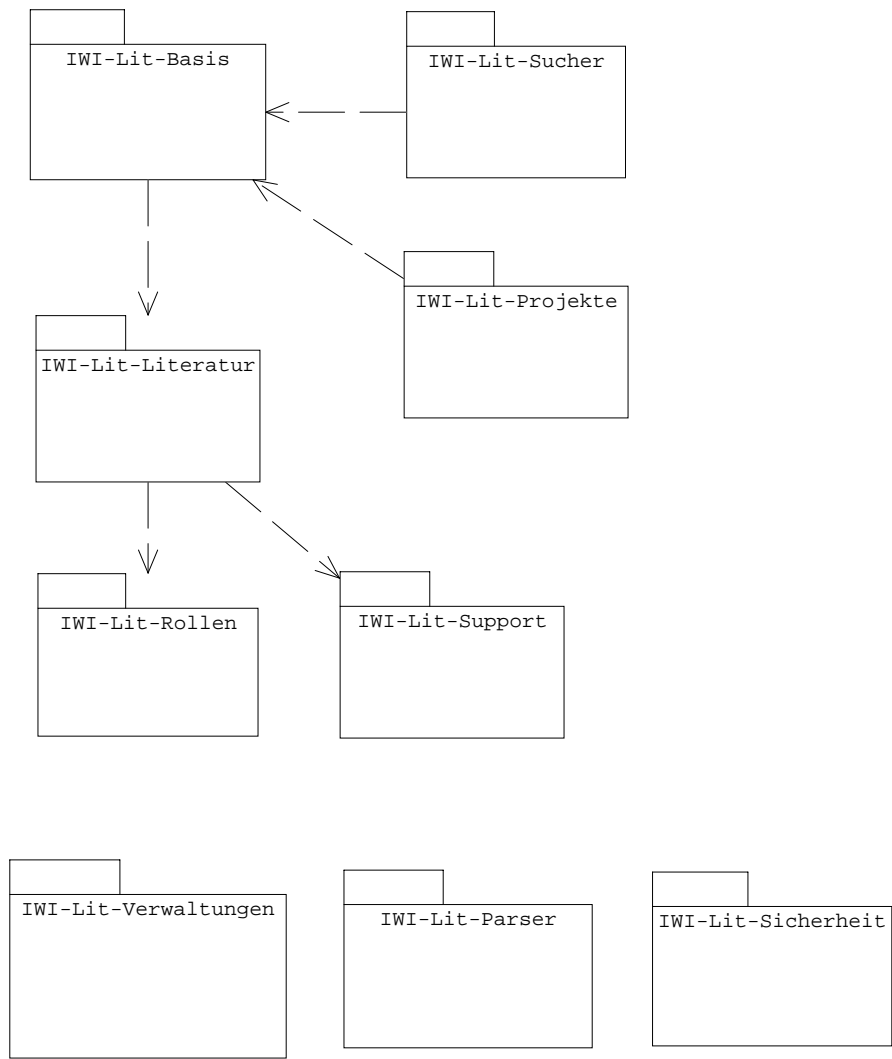 IWI-Lit-Basis
IWI-Lit-Sucher
IWI-Lit-Projekte
IWI-Lit-Literatur
IWI-Lit-Rollen
IWI-Lit-Support
IWI-Lit-Verwaltungen
IWI-Lit-Parser
IWI-Lit-Sicherheit